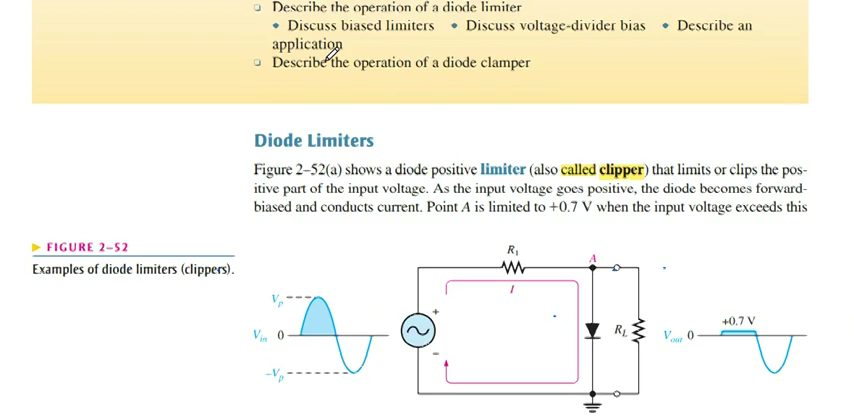 ❑ Describe the operation of a diode limiter
• Discuss biased limiters • Discuss voltage-divider bias • Describe an
application
❑ Describe the operation of a diode clamper
Diode Limiters
Figure 2–52(a) shows a diode positive limiter (also called clipper) that limits or clips the pos-
itive part of the input voltage. As the input voltage goes positive, the diode becomes forward-
biased and conducts current. Point A is limited to +0.7 V when the input voltage exceeds this
▶ FIGURE 2–52
Examples of diode limiters (clippers).
R1
A
I
Vp
Vin 0
–Vp
+
–
RL
Vout 0
+0.7 V